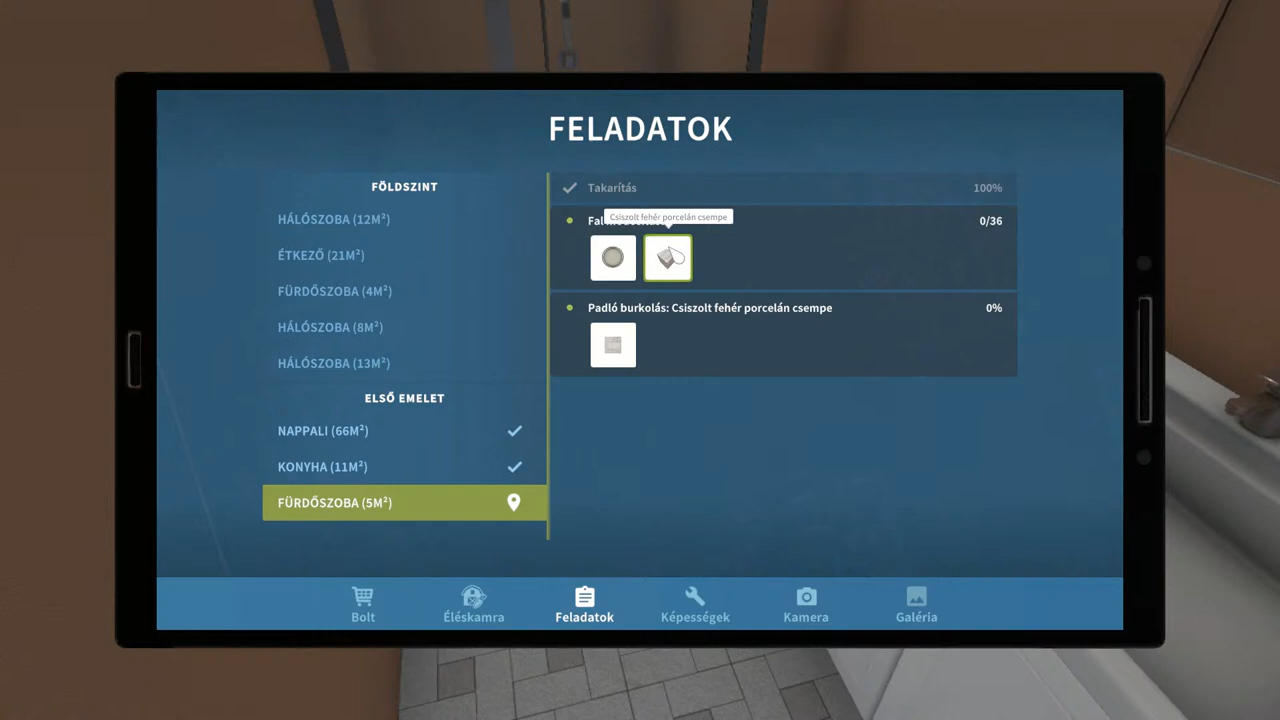 FELADATOK
FÖLDSZINT
HÁLÓSZOBA (12M²)
ÉTKEZŐ (21M²)
FÜRDŐSZOBA (4M²)
HÁLÓSZOBA (8M²)
HÁLÓSZOBA (13M²)
ELSŐ EMELET
NAPPALI (66M²)
KONYHA (11M²)
FÜRDŐSZOBA (5M²)
Takarítás 100%
Csiszolt fehér porcelán csempe
0/36
Padló burkolás: Csiszolt fehér porcelán csempe 0%
Bolt
Éléskamra
Feladatok
Képességek
Kamera
Galéria